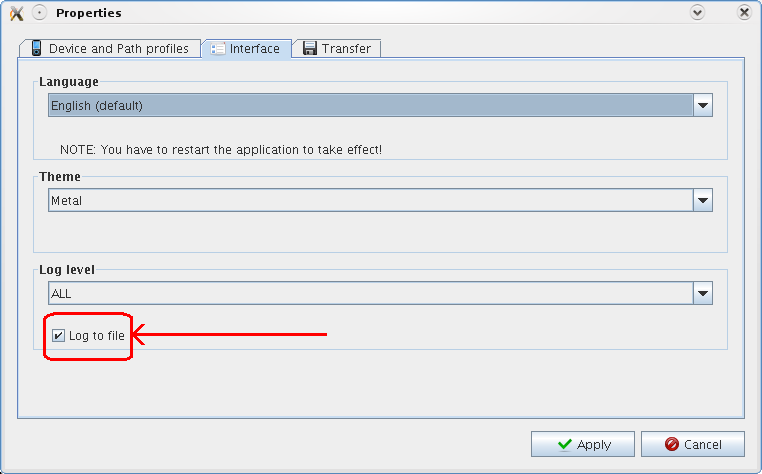 Properties
Device and Path profiles
Interface
Transfer
Language
English (default)
NOTE: You have to restart the application to take effect!
Theme
Metal
Log level
ALL
Log to file
Apply
Cancel